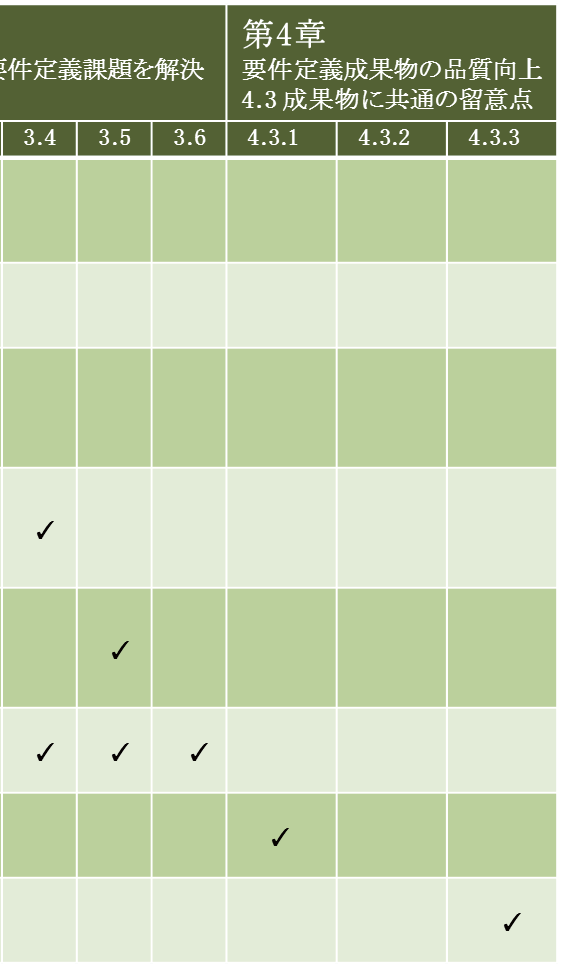 第4章
要件定義課題を解決
要件定義成果物の品質向上
4.3 成果物に共通の留意点
3.4 3.5 3.6 4.3.1 4.3.2 4.3.3
✓
✓
✓ ✓ ✓
✓
✓